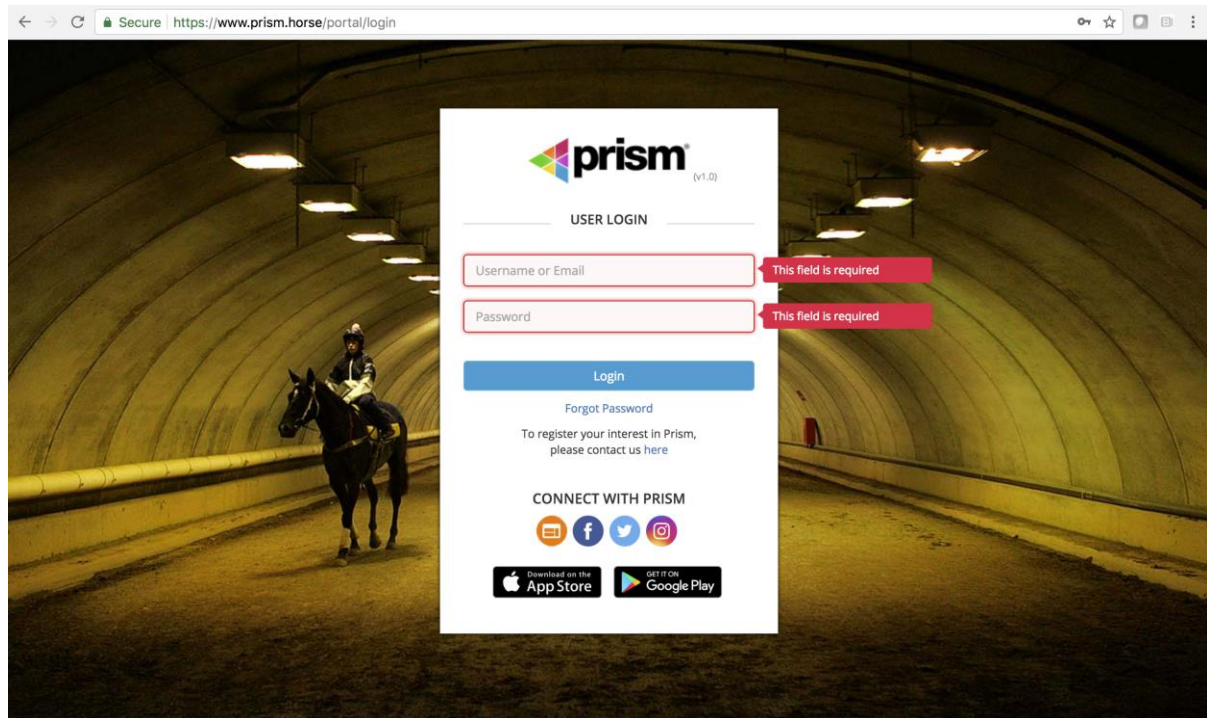 Secure https://www.prism.horse/portal/login
prism®
(v1.0)
USER LOGIN
Username or Email
This field is required
Password
This field is required
Login
Forgot Password
To register your interest in Prism,
please contact us here
CONNECT WITH PRISM
Download on the
App Store
GET IT ON
Google Play